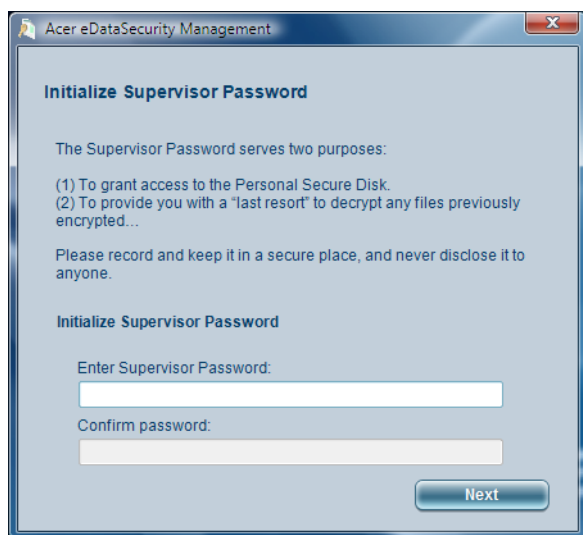 Acer eDataSecurity Management
Initialize Supervisor Password
The Supervisor Password serves two purposes:
(1) To grant access to the Personal Secure Disk.
(2) To provide you with a “last resort” to decrypt any files previously
encrypted...
Please record and keep it in a secure place, and never disclose it to
anyone.
Initialize Supervisor Password
Enter Supervisor Password:
Confirm password:
Next